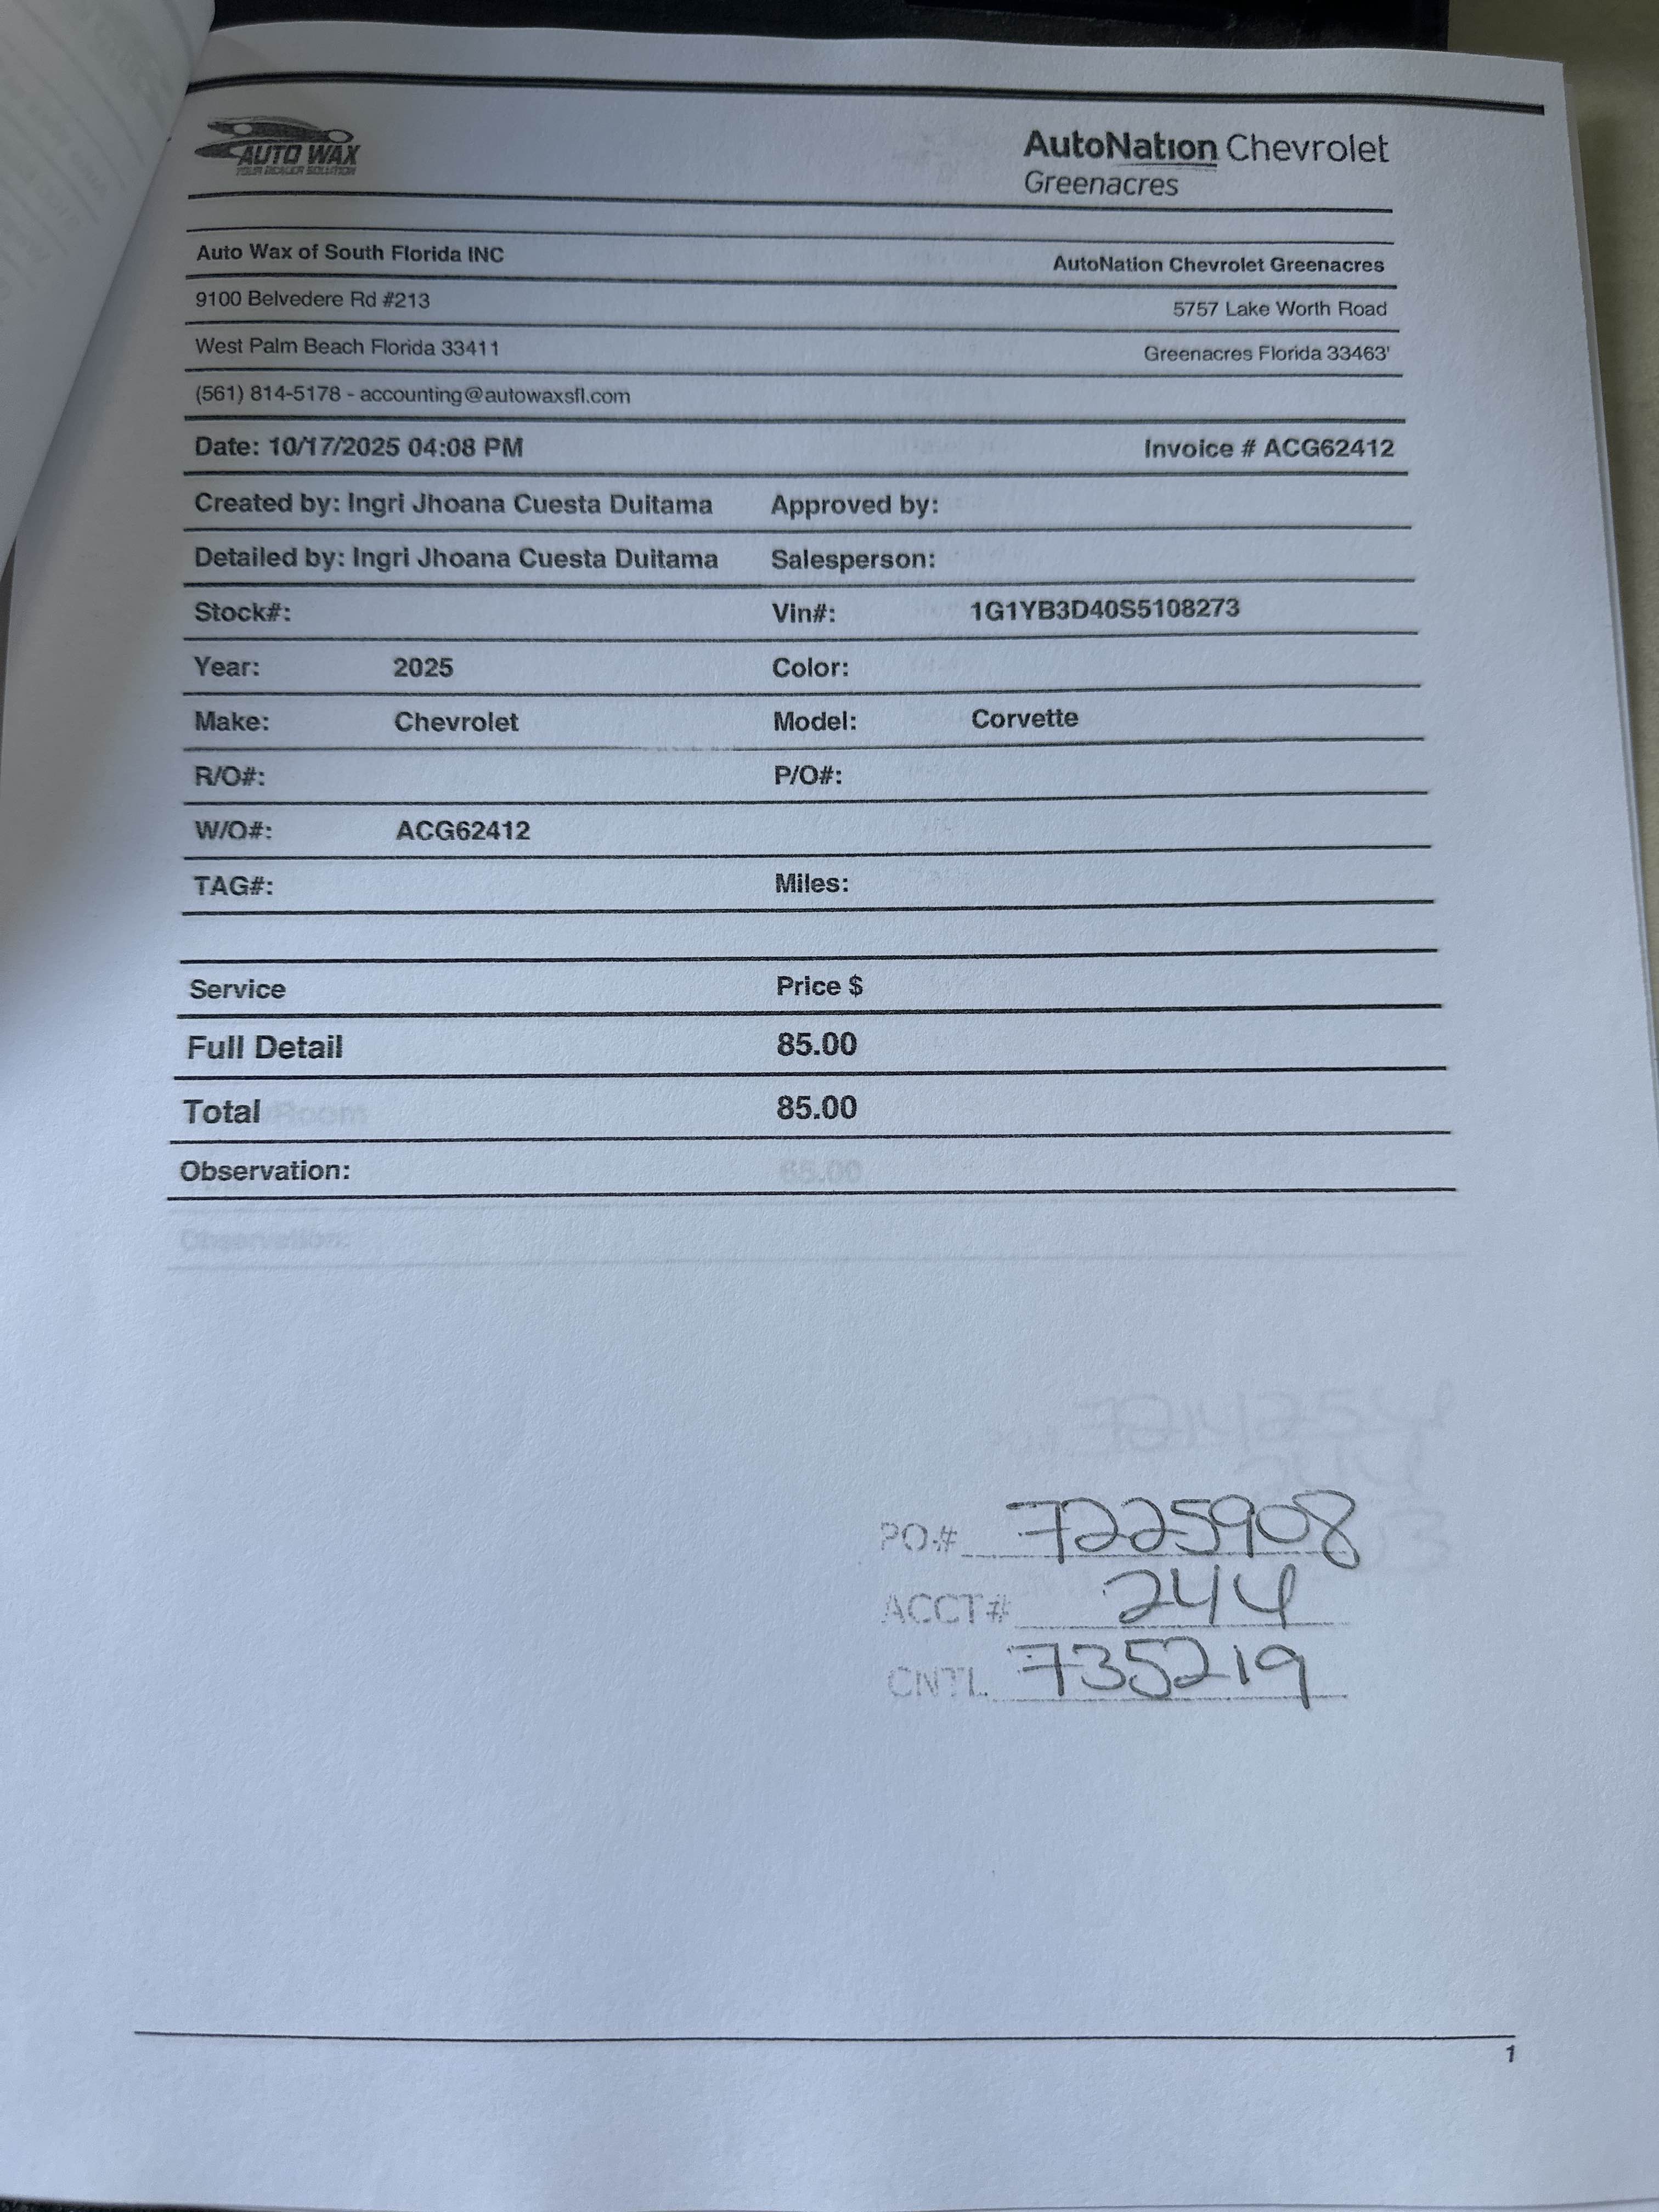 AUTO WAX
YOUR DEALER SOLUTION
AutoNation Chevrolet
Greenacres
Auto Wax of South Florida INC AutoNation Chevrolet Greenacres
9100 Belvedere Rd #213 5757 Lake Worth Road
West Palm Beach Florida 33411 Greenacres Florida 33463'
(561) 814-5178 - accounting@autowaxsfl.com
Date: 10/17/2025 04:08 PM Invoice # ACG62412
Created by: Ingri Jhoana Cuesta Duitama Approved by:
Detailed by: Ingri Jhoana Cuesta Duitama Salesperson:
Stock#: Vin#: 1G1YB3D40S5108273
Year: 2025 Color:
Make: Chevrolet Model: Corvette
R/O#: P/O#:
W/O#: ACG62412
TAG#: Miles:
Service Price $
Full Detail 85.00
Total 85.00
Observation:
PO# 7225908
ACCT# 244
CNTL 735219
1